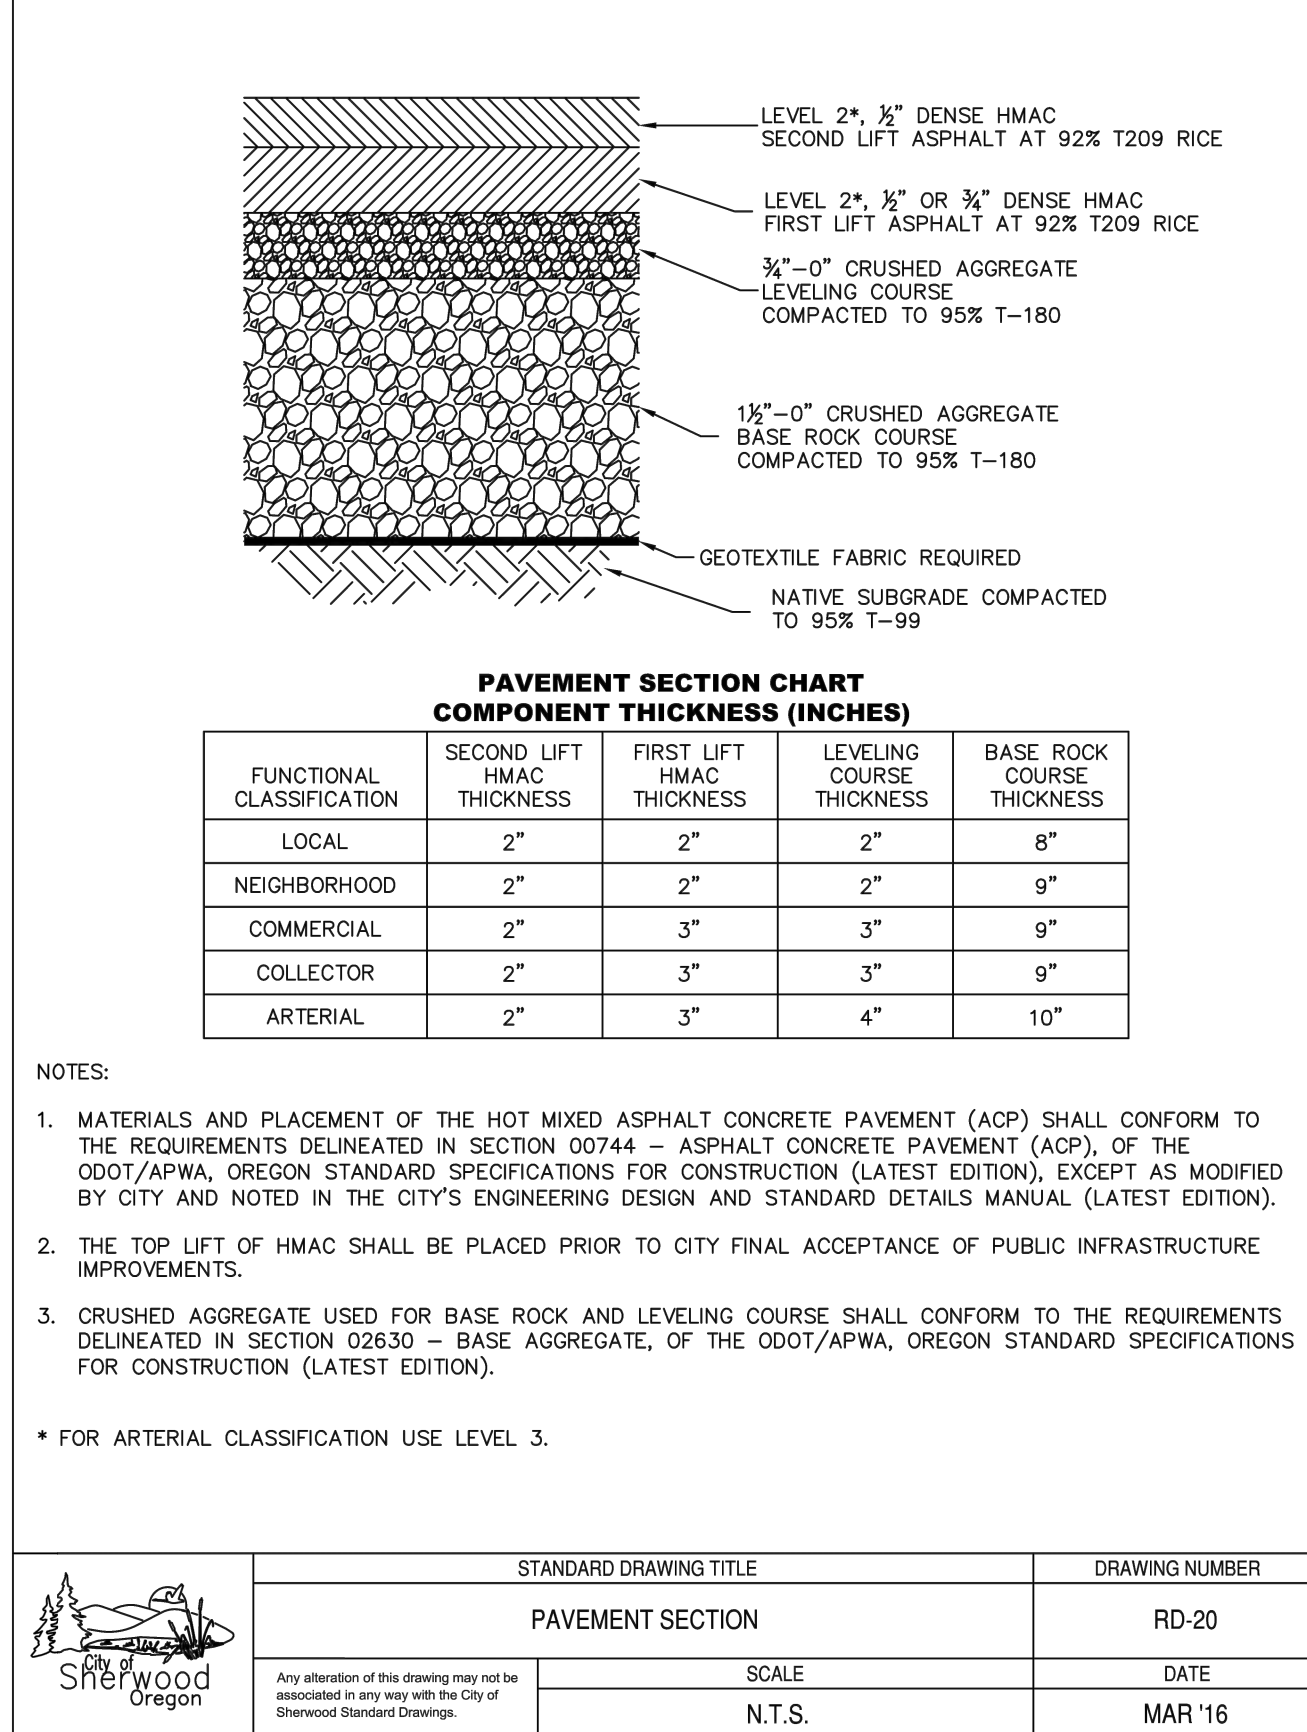 LEVEL 2*, ½” DENSE HMAC
SECOND LIFT ASPHALT AT 92% T209 RICE
LEVEL 2*, ½” OR ¾” DENSE HMAC
FIRST LIFT ASPHALT AT 92% T209 RICE
¾”–0” CRUSHED AGGREGATE
LEVELING COURSE
COMPACTED TO 95% T–180
1½”–0” CRUSHED AGGREGATE
BASE ROCK COURSE
COMPACTED TO 95% T–180
GEOTEXTILE FABRIC REQUIRED
NATIVE SUBGRADE COMPACTED
TO 95% T–99
PAVEMENT SECTION CHART
COMPONENT THICKNESS (INCHES)
FUNCTIONAL
CLASSIFICATION
SECOND LIFT
HMAC
THICKNESS
FIRST LIFT
HMAC
THICKNESS
LEVELING
COURSE
THICKNESS
BASE ROCK
COURSE
THICKNESS
LOCAL 2” 2” 2” 8”
NEIGHBORHOOD 2” 2” 2” 9”
COMMERCIAL 2” 3” 3” 9”
COLLECTOR 2” 3” 3” 9”
ARTERIAL 2” 3” 4” 10”
NOTES:
1. MATERIALS AND PLACEMENT OF THE HOT MIXED ASPHALT CONCRETE PAVEMENT (ACP) SHALL CONFORM TO
THE REQUIREMENTS DELINEATED IN SECTION 00744 – ASPHALT CONCRETE PAVEMENT (ACP), OF THE
ODOT/APWA, OREGON STANDARD SPECIFICATIONS FOR CONSTRUCTION (LATEST EDITION), EXCEPT AS MODIFIED
BY CITY AND NOTED IN THE CITY'S ENGINEERING DESIGN AND STANDARD DETAILS MANUAL (LATEST EDITION).
2. THE TOP LIFT OF HMAC SHALL BE PLACED PRIOR TO CITY FINAL ACCEPTANCE OF PUBLIC INFRASTRUCTURE
IMPROVEMENTS.
3. CRUSHED AGGREGATE USED FOR BASE ROCK AND LEVELING COURSE SHALL CONFORM TO THE REQUIREMENTS
DELINEATED IN SECTION 02630 – BASE AGGREGATE, OF THE ODOT/APWA, OREGON STANDARD SPECIFICATIONS
FOR CONSTRUCTION (LATEST EDITION).
* FOR ARTERIAL CLASSIFICATION USE LEVEL 3.
City of
Sherwood
Oregon
STANDARD DRAWING TITLE
PAVEMENT SECTION
DRAWING NUMBER
RD-20
Any alteration of this drawing may not be
associated in any way with the City of
Sherwood Standard Drawings.
SCALE
N.T.S.
DATE
MAR '16